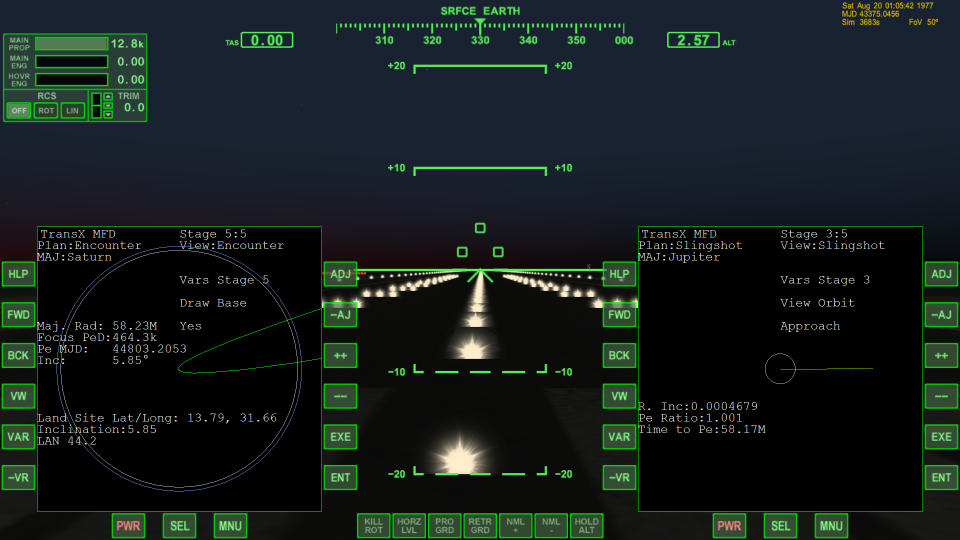 SRFCE EARTH
Sat Aug 20 01:05:42 1977
MJD 43375.0456
Sim 3683s FoV 50°
310 320 330 340 350 000
TAS 0.00
2.57 ALT
MAIN PROP 12.8k
MAIN ENG 0.00
HOVR ENG 0.00
RCS TRIM
OFF ROT LIN 0.0
+20 +20
+10 +10
-10 -10
-20 -20
TransX MFD Stage 5:5
Plan:Encounter View:Encounter
MAJ:Saturn
Vars Stage 5
Draw Base
Maj. Rad: 58.23M Yes
Focus PeD:464.3k
Pe MJD: 44803.2053
Inc: 5.85°
Land Site Lat/Long: 13.79, 31.66
Inclination:5.85
LAN 44.2
HLP
FWD
BCK
VW
VAR
-VR
ADJ
-AJ
++
--
EXE
ENT
PWR SEL MNU
KILL ROT
HORZ LVL
PRO GRD
RETR GRD
NML +
NML -
HOLD ALT
TransX MFD Stage 3:5
Plan:Slingshot View:Slingshot
MAJ:Jupiter
Vars Stage 3
View Orbit
Approach
R. Inc:0.0004679
Pe Ratio:1.001
Time to Pe:58.17M
HLP
FWD
BCK
VW
VAR
-VR
ADJ
-AJ
++
--
EXE
ENT
PWR SEL MNU